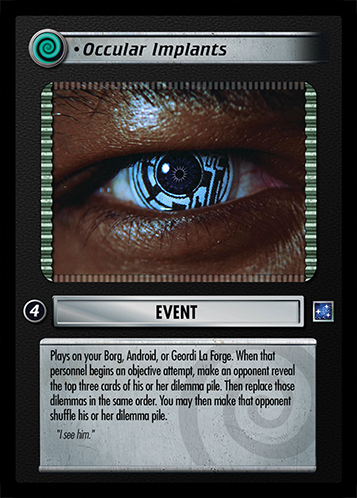 • Occular Implants
4
EVENT
Plays on your Borg, Android, or Geordi La Forge. When that
personnel begins an objective attempt, make an opponent reveal
the top three cards of his or her dilemma pile. Then replace those
dilemmas in the same order. You may then make that opponent
shuffle his or her dilemma pile.
"I see him."